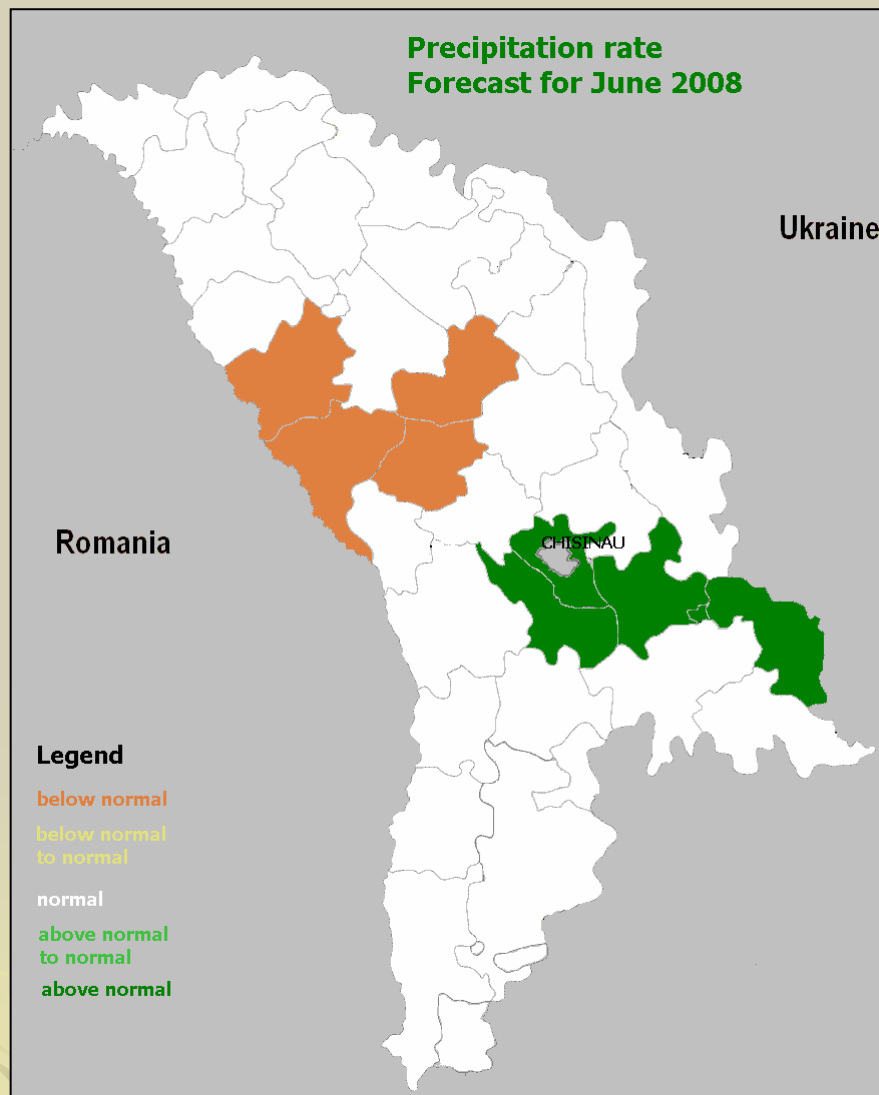 Precipitation rate
Forecast for June 2008
Ukraine
CHISINAU
Romania
Legend
below normal
below normal
to normal
normal
above normal
to normal
above normal